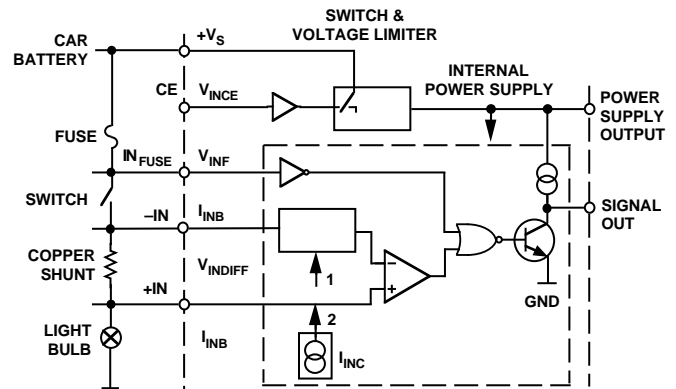 SWITCH &
VOLTAGE LIMITER
CAR
BATTERY
+VS
CE
VINCE
INTERNAL
POWER SUPPLY
POWER
SUPPLY
OUTPUT
FUSE
INFUSE
VINF
SWITCH
–IN
IINB
SIGNAL
OUT
COPPER
SHUNT
VINDIFF
1
+IN
2
GND
LIGHT
BULB
IINB
IINC